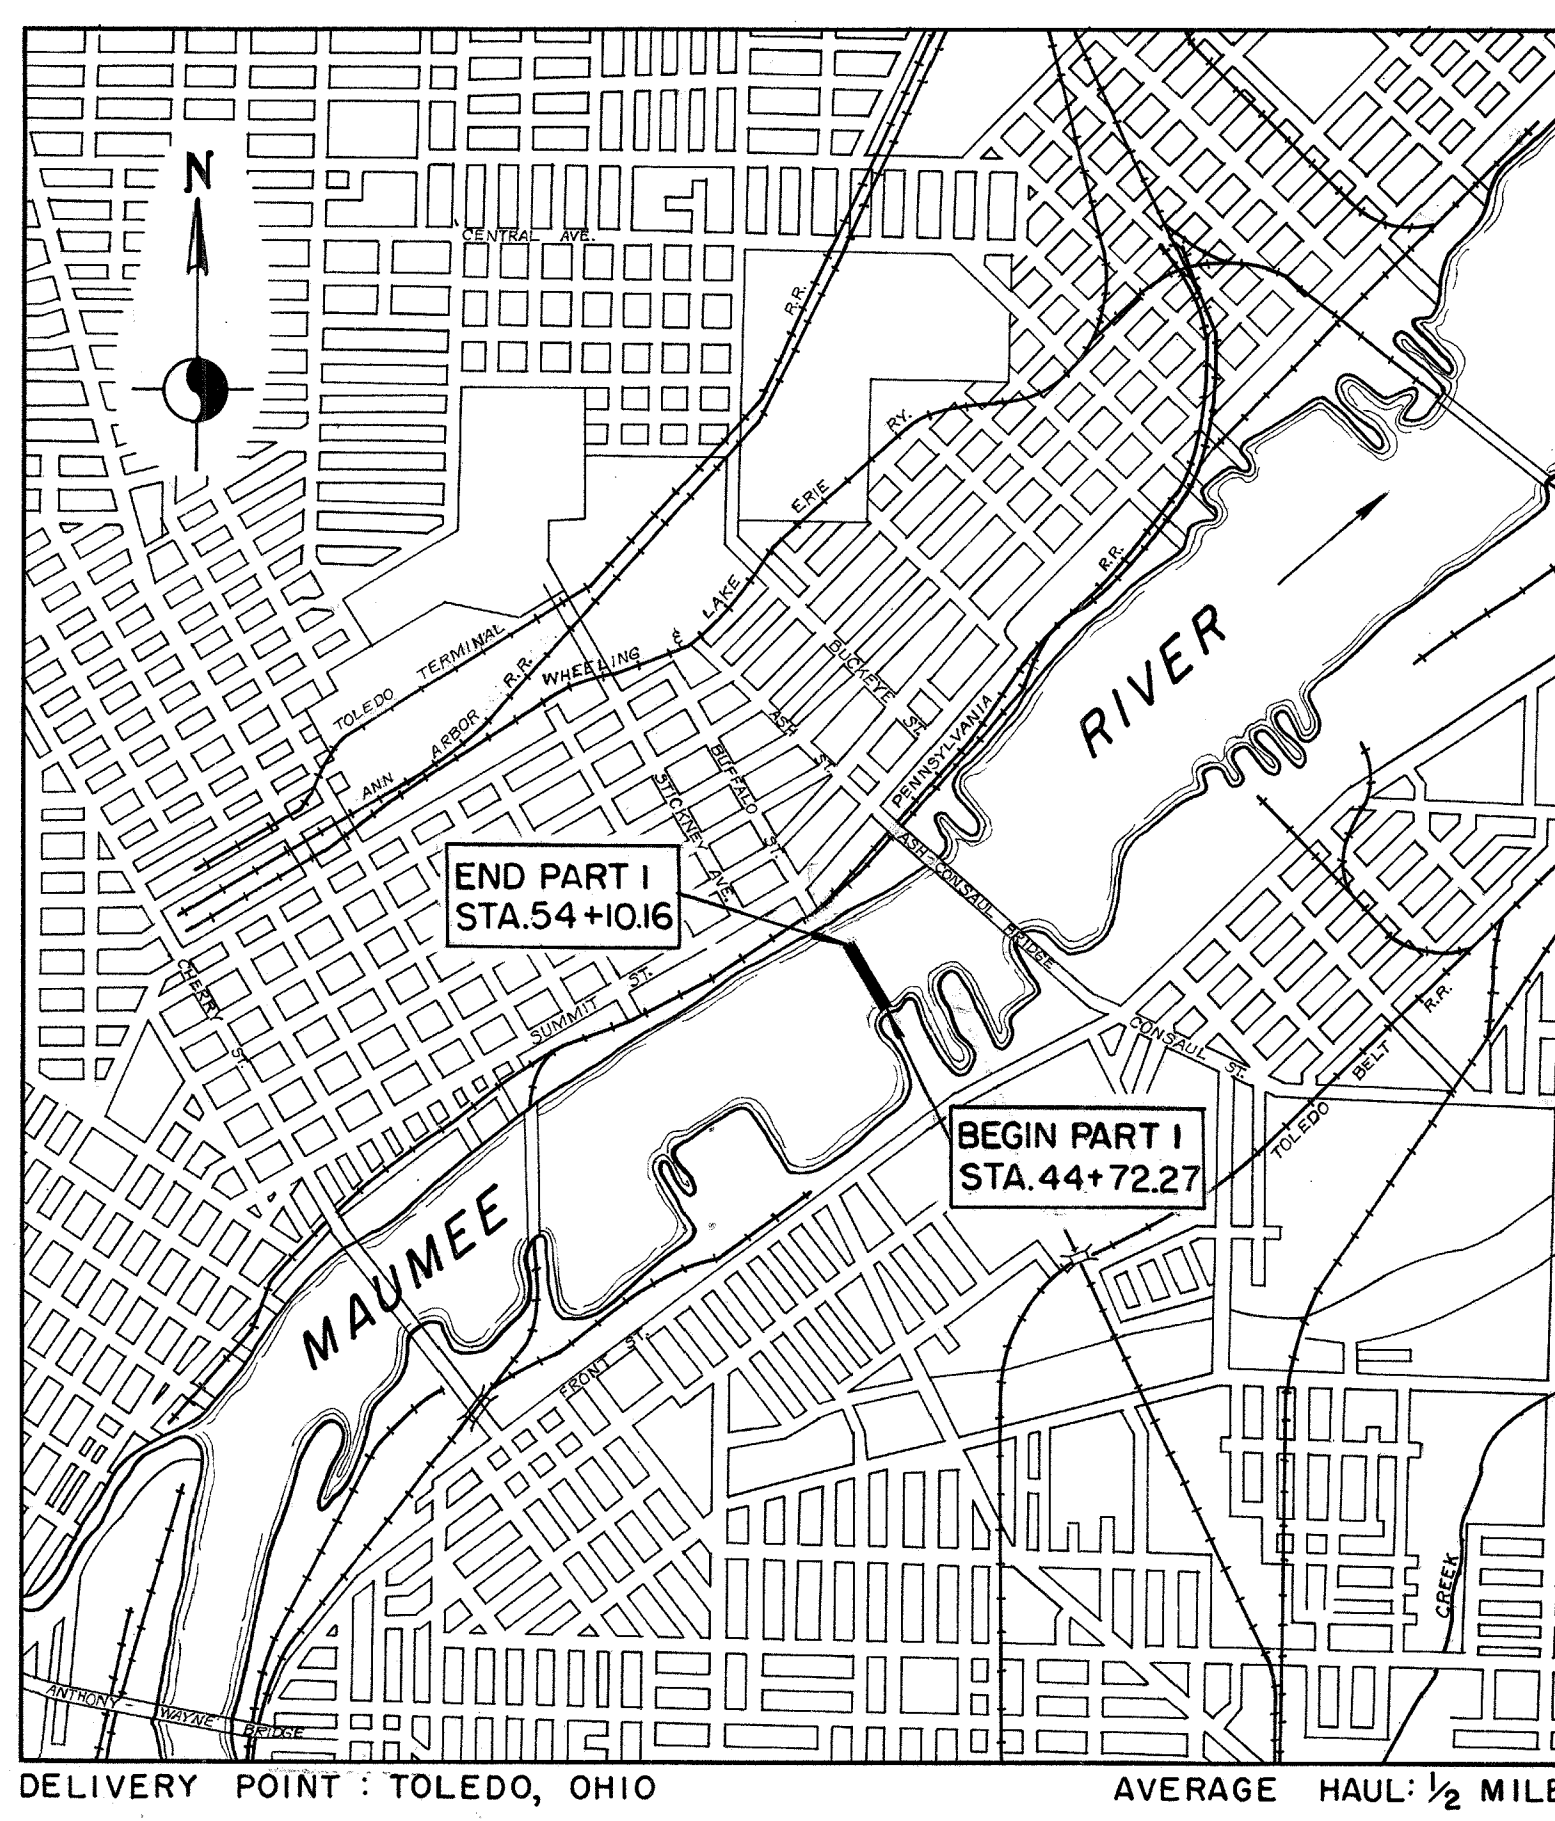 N
CENTRAL AVE.
R.R.
RY.
ERIE
LAKE
&
WHEELING
R.R.
TERMINAL
TOLEDO
R.R.
ARBOR
ANN
BUCKEYE ST.
ASH ST.
BUFFALO ST.
STICKNEY AVE.
PENNSYLVANIA
RIVER
ASH-CONSAUL BRIDGE
END PART 1
STA.54+10.16
CHERRY ST.
SUMMIT ST.
CONSAUL ST.
R.R.
BELT
TOLEDO
BEGIN PART 1
STA.44+72.27
MAUMEE
FRONT ST.
CREEK
ANTHONY-WAYNE BRIDGE
DELIVERY POINT : TOLEDO, OHIO
AVERAGE HAUL: 1/2 MILE